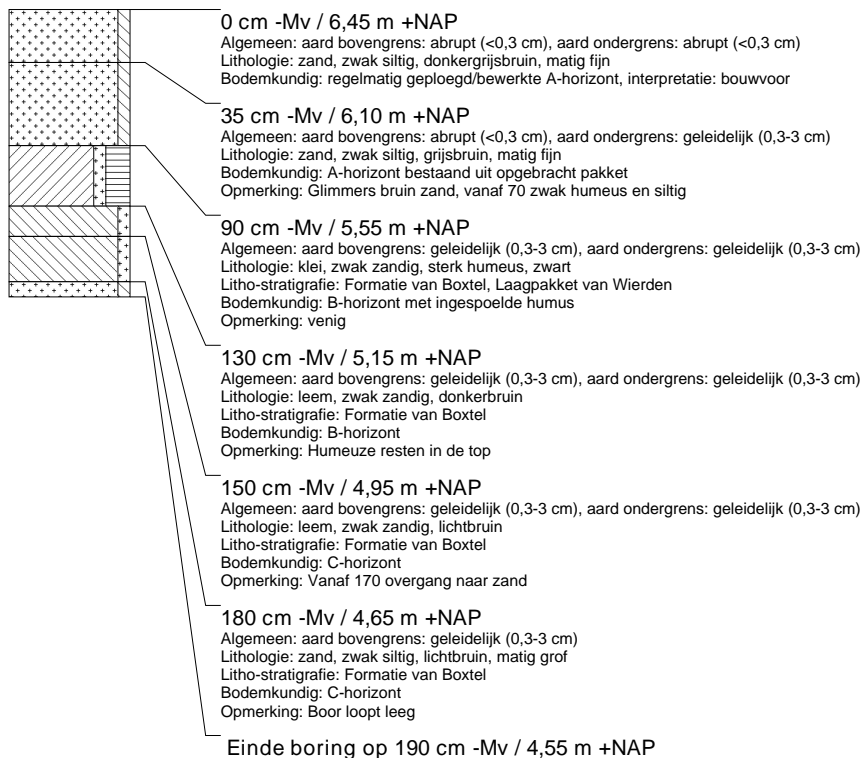 0 cm -Mv / 6,45 m +NAP
Algemeen: aard bovengrens: abrupt (<0,3 cm), aard ondergrens: abrupt (<0,3 cm)
Lithologie: zand, zwak siltig, donkergrijsbruin, matig fijn
Bodemkundig: regelmatig geploegd/bewerkte A-horizont, interpretatie: bouwvoor
35 cm -Mv / 6,10 m +NAP
Algemeen: aard bovengrens: abrupt (<0,3 cm), aard ondergrens: geleidelijk (0,3-3 cm)
Lithologie: zand, zwak siltig, grijsbruin, matig fijn
Bodemkundig: A-horizont bestaand uit opgebracht pakket
Opmerking: Glimmers bruin zand, vanaf 70 zwak humeus en siltig
90 cm -Mv / 5,55 m +NAP
Algemeen: aard bovengrens: geleidelijk (0,3-3 cm), aard ondergrens: geleidelijk (0,3-3 cm)
Lithologie: klei, zwak zandig, sterk humeus, zwart
Litho-stratigrafie: Formatie van Boxtel, Laagpakket van Wierden
Bodemkundig: B-horizont met ingespoelde humus
Opmerking: venig
130 cm -Mv / 5,15 m +NAP
Algemeen: aard bovengrens: geleidelijk (0,3-3 cm), aard ondergrens: geleidelijk (0,3-3 cm)
Lithologie: leem, zwak zandig, donkerbruin
Litho-stratigrafie: Formatie van Boxtel
Bodemkundig: B-horizont
Opmerking: Humeuze resten in de top
150 cm -Mv / 4,95 m +NAP
Algemeen: aard bovengrens: geleidelijk (0,3-3 cm), aard ondergrens: geleidelijk (0,3-3 cm)
Lithologie: leem, zwak zandig, lichtbruin
Litho-stratigrafie: Formatie van Boxtel
Bodemkundig: C-horizont
Opmerking: Vanaf 170 overgang naar zand
180 cm -Mv / 4,65 m +NAP
Algemeen: aard bovengrens: geleidelijk (0,3-3 cm)
Lithologie: zand, zwak siltig, lichtbruin, matig grof
Litho-stratigrafie: Formatie van Boxtel
Bodemkundig: C-horizont
Opmerking: Boor loopt leeg
Einde boring op 190 cm -Mv / 4,55 m +NAP